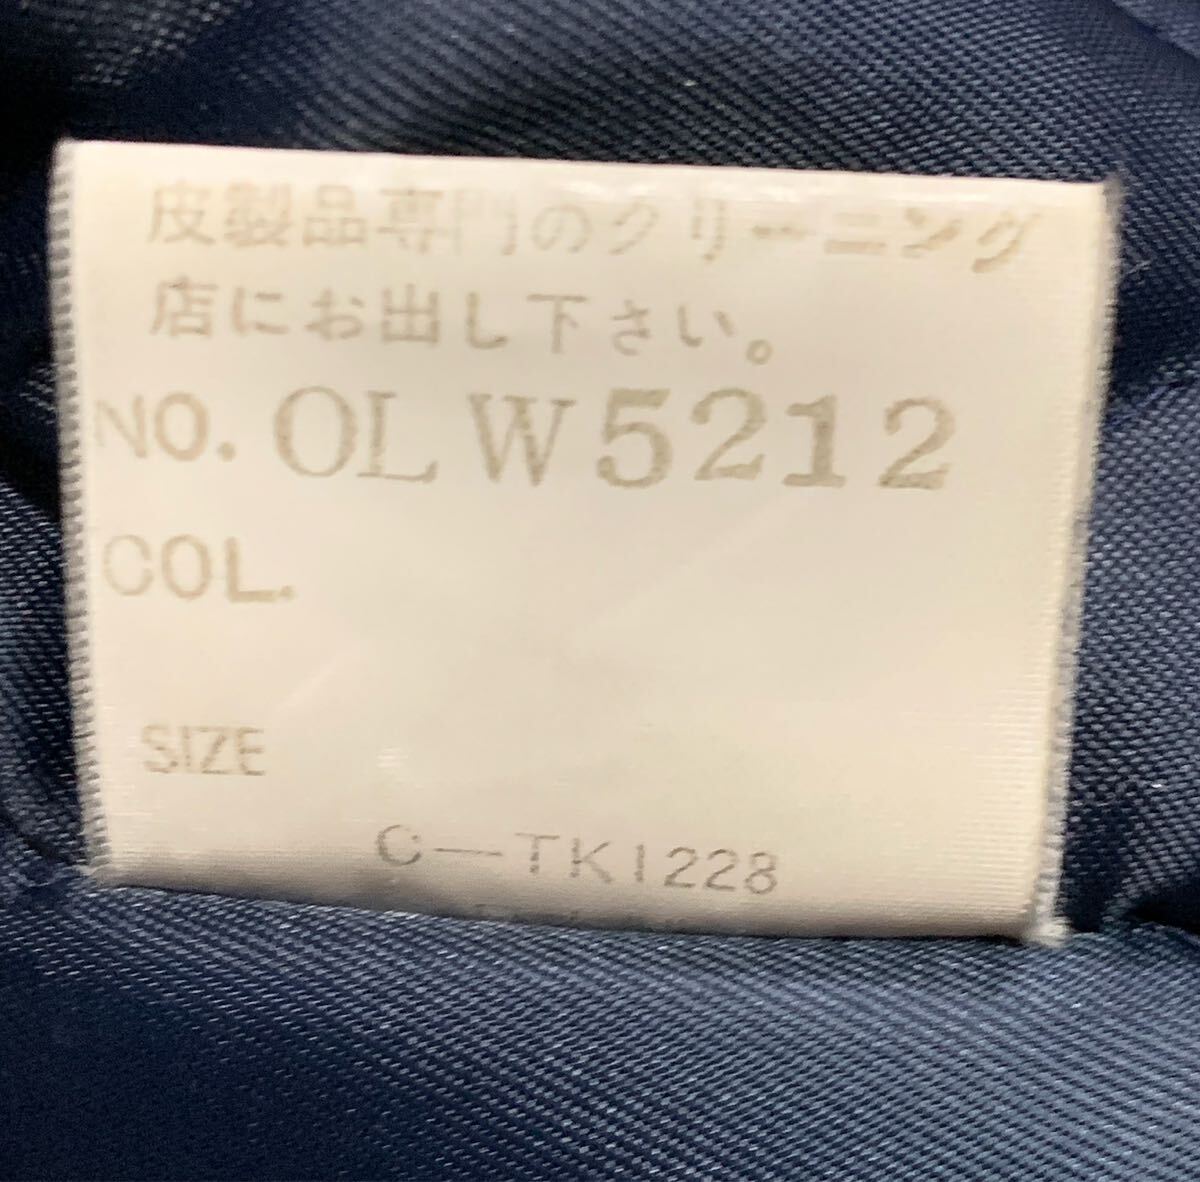 皮製品専門のクリーニング
店にお出し下さい。
NO. OLW5212
COL.
SIZE
C-TK1228